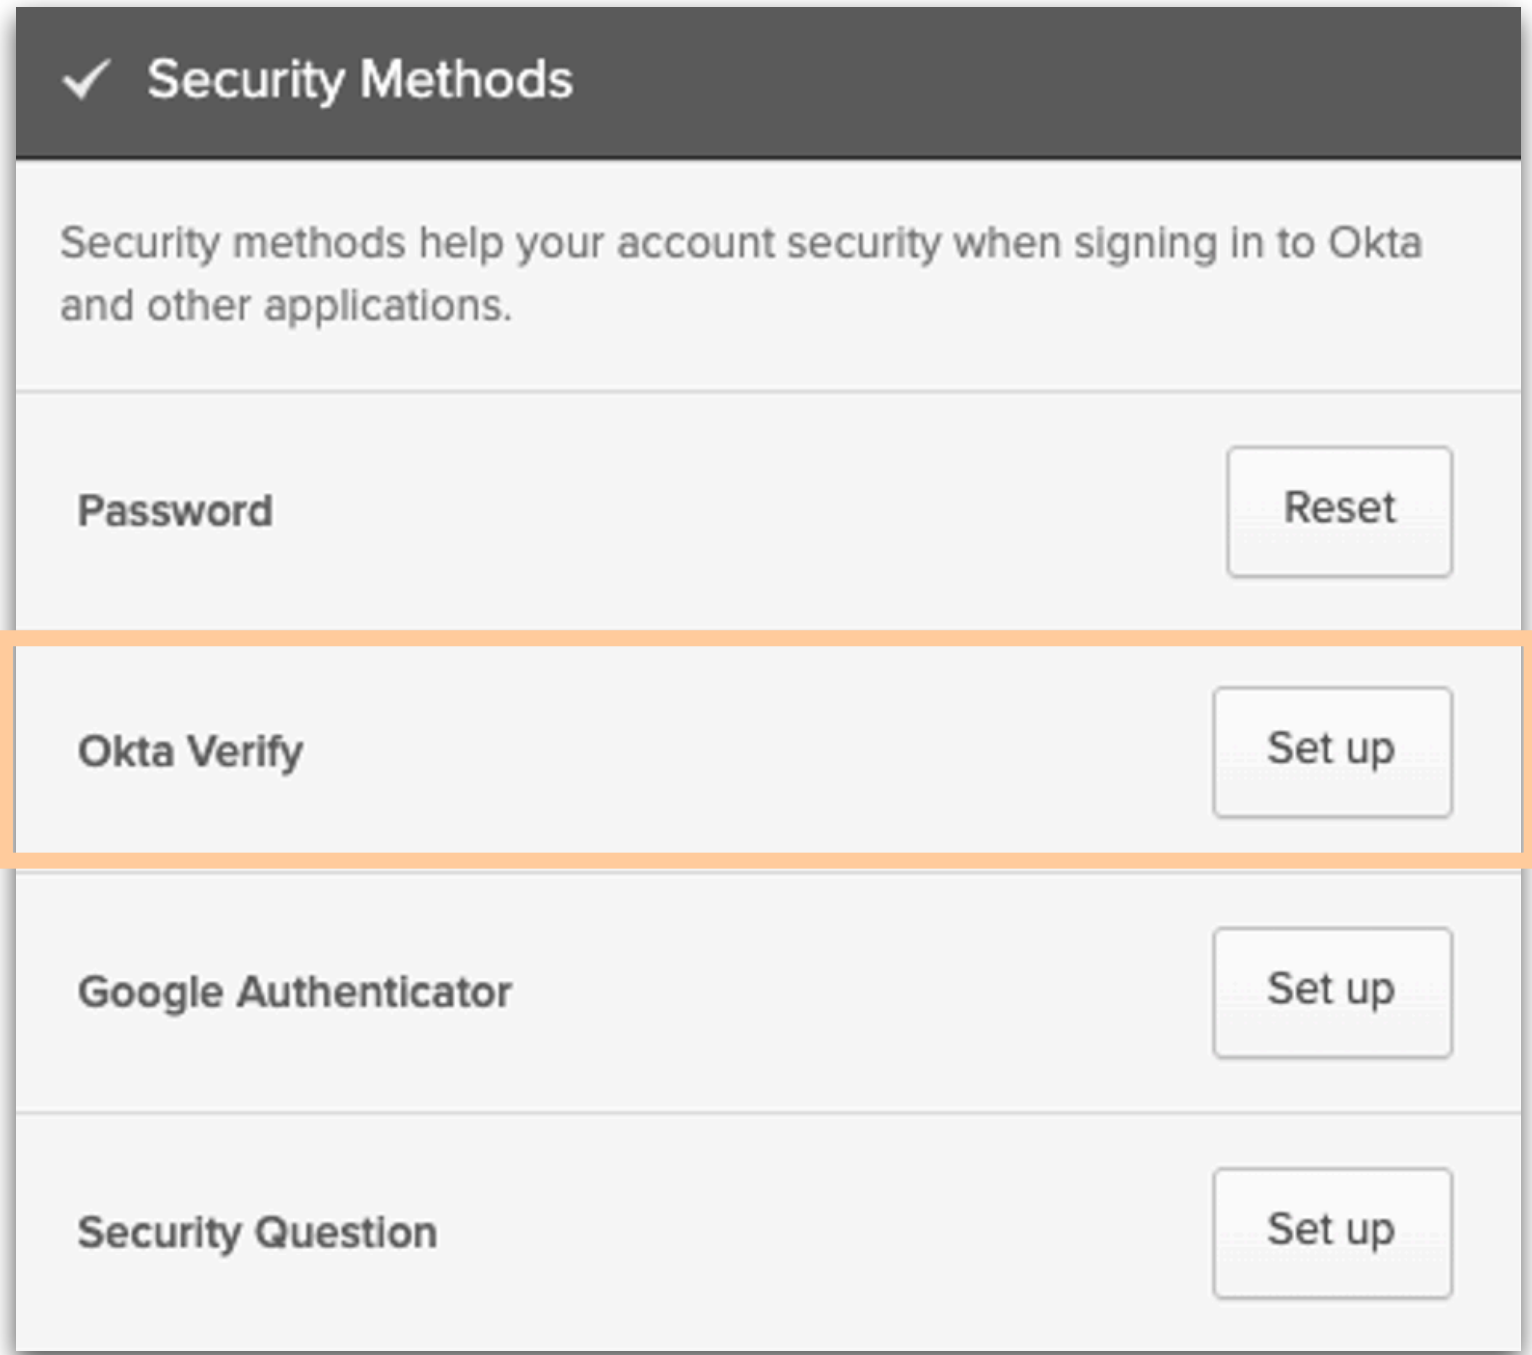 Security Methods
Security methods help your account security when signing in to Okta
and other applications.
Password
Reset
Okta Verify
Set up
Google Authenticator
Set up
Security Question
Set up